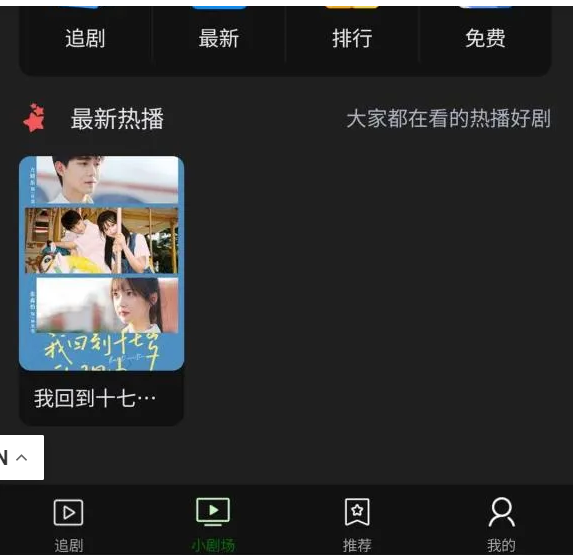 追剧
最新
排行
免费
最新热播
大家都在看的热播好剧
我回到十七岁
我回到十七…
N
追剧
小剧场
推荐
我的